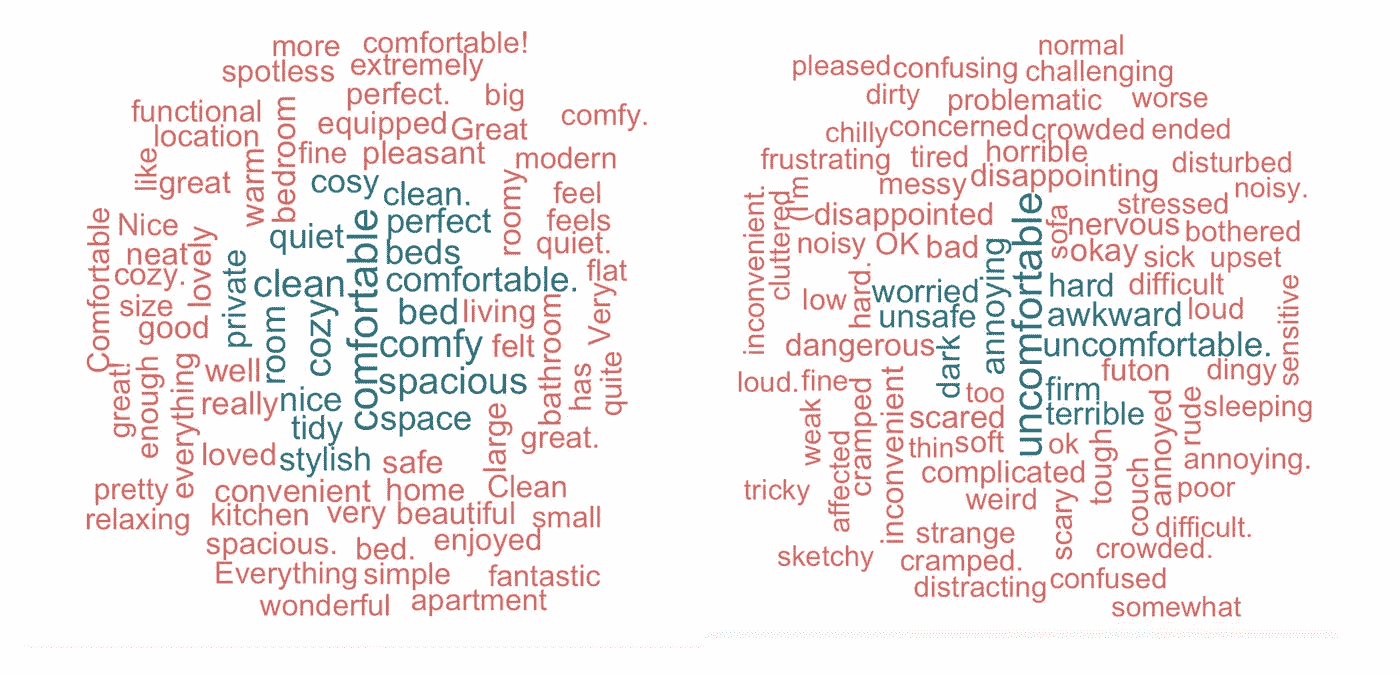 more comfortable!
spotless extremely
perfect. big
functional comfy.
location bedroom equipped Great
like warm fine pleasant modern
great cosy clean. roomy feel
Comfortable Nice quiet comfortable perfect feels
neat lovely private beds quiet.
cozy. clean. comfortable. flat
size room cozy bed living Very
good comfy felt bathroom
great! enough everything well spacious has quite
really nice space
tidy large great.
loved stylish safe
pretty convenient home Clean
relaxing kitchen very beautiful small
spacious. bed. enjoyed
Everything simple fantastic
wonderful apartment
normal
pleased confusing challenging
dirty problematic worse
chilly concerned crowded ended
frustrating tired horrible disturbed
(I'm messy disappointing noisy.
inconvenient. cluttered disappointed uncomfortable sofa stressed
nervous bothered
noisy OK bad annoying okay sick upset
low hard. worried hard difficult
unsafe awkward loud sensitive
dangerous dark uncomfortable.
loud. fine futon dingy
too firm
weak cramped inconvenient scared terrible annoyed rude sleeping
affected thin soft ok tough
complicated couch annoying.
tricky weird scary poor
strange difficult.
sketchy cramped. crowded.
distracting confused
somewhat